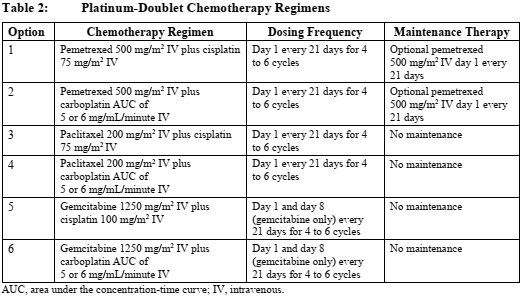 Table 2: Platinum-Doublet Chemotherapy Regimens
Option Chemotherapy Regimen Dosing Frequency Maintenance Therapy
1 Pemetrexed 500 mg/m² IV plus cisplatin Day 1 every 21 days for 4 Optional pemetrexed
75 mg/m² IV to 6 cycles 500 mg/m² IV day 1 every
21 days
2 Pemetrexed 500 mg/m² IV plus Day 1 every 21 days for 4 Optional pemetrexed
carboplatin AUC of to 6 cycles 500 mg/m² IV day 1 every
5 or 6 mg/mL/minute IV 21 days
3 Paclitaxel 200 mg/m² IV plus cisplatin Day 1 every 21 days for 4 No maintenance
75 mg/m² IV to 6 cycles
4 Paclitaxel 200 mg/m² IV plus Day 1 every 21 days for 4 No maintenance
carboplatin AUC of to 6 cycles
5 or 6 mg/mL/minute IV
5 Gemcitabine 1250 mg/m² IV plus Day 1 and day 8 No maintenance
cisplatin 100 mg/m² IV (gemcitabine only) every
21 days for 4 to 6 cycles
6 Gemcitabine 1250 mg/m² IV plus Day 1 and day 8 No maintenance
carboplatin AUC of (gemcitabine only) every
5 or 6 mg/mL/minute IV 21 days for 4 to 6 cycles
AUC, area under the concentration-time curve; IV, intravenous.